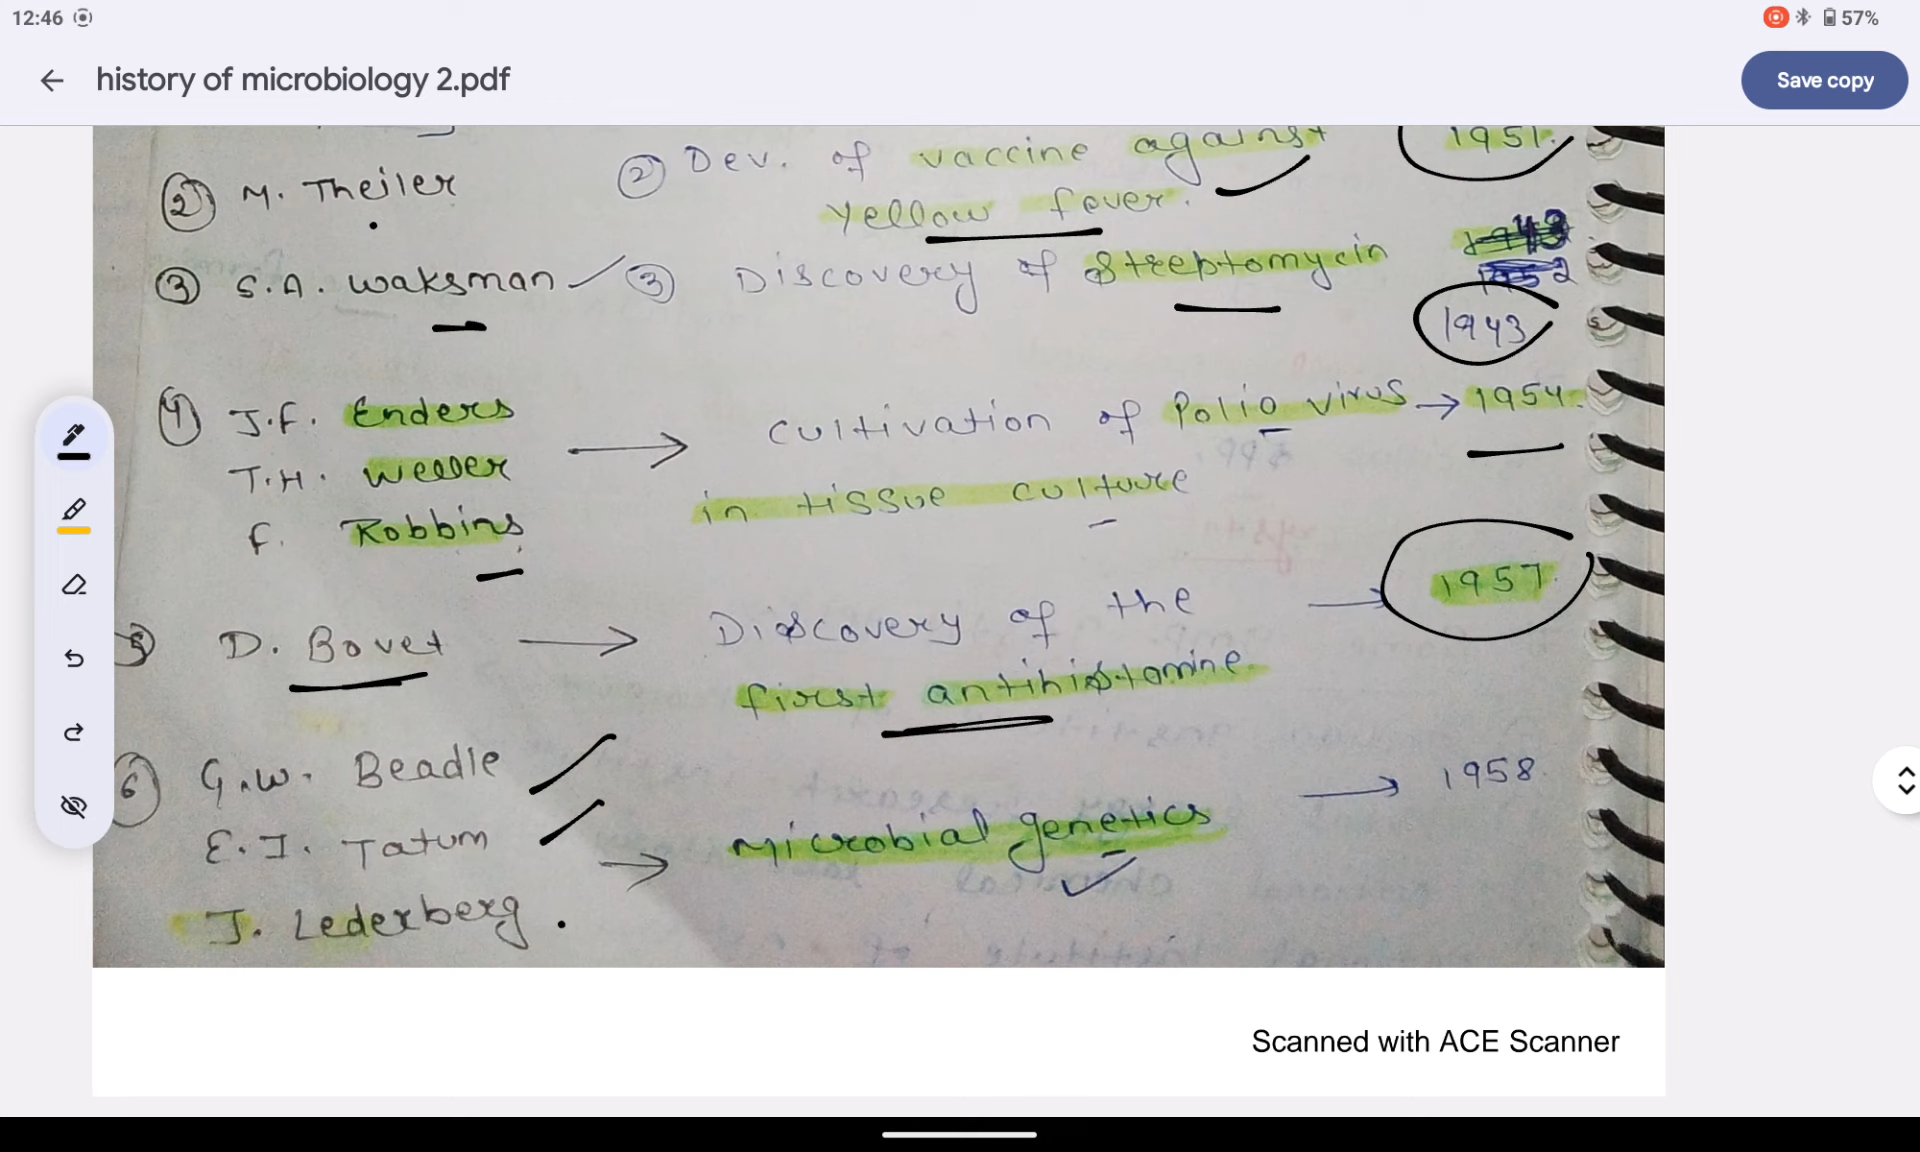 12:46
57%
history of microbiology 2.pdf
Save copy
② M. Theiler ② Dev. of vaccine against 1951.
Yellow fever.
③ S.A. Waksman ③ Discovery of Streptomycin 1943
1952
1943
④ J.F. Enders → cultivation of Polio virus → 1954.
T.H. Weller in tissue culture
F. Robbins
⑤ D. Bovet → Discovery of the → 1957.
first antihistamine.
⑥ G.W. Beadle → 1958.
E.J. Tatum → Microbial genetics
J. Lederberg.
Scanned with ACE Scanner